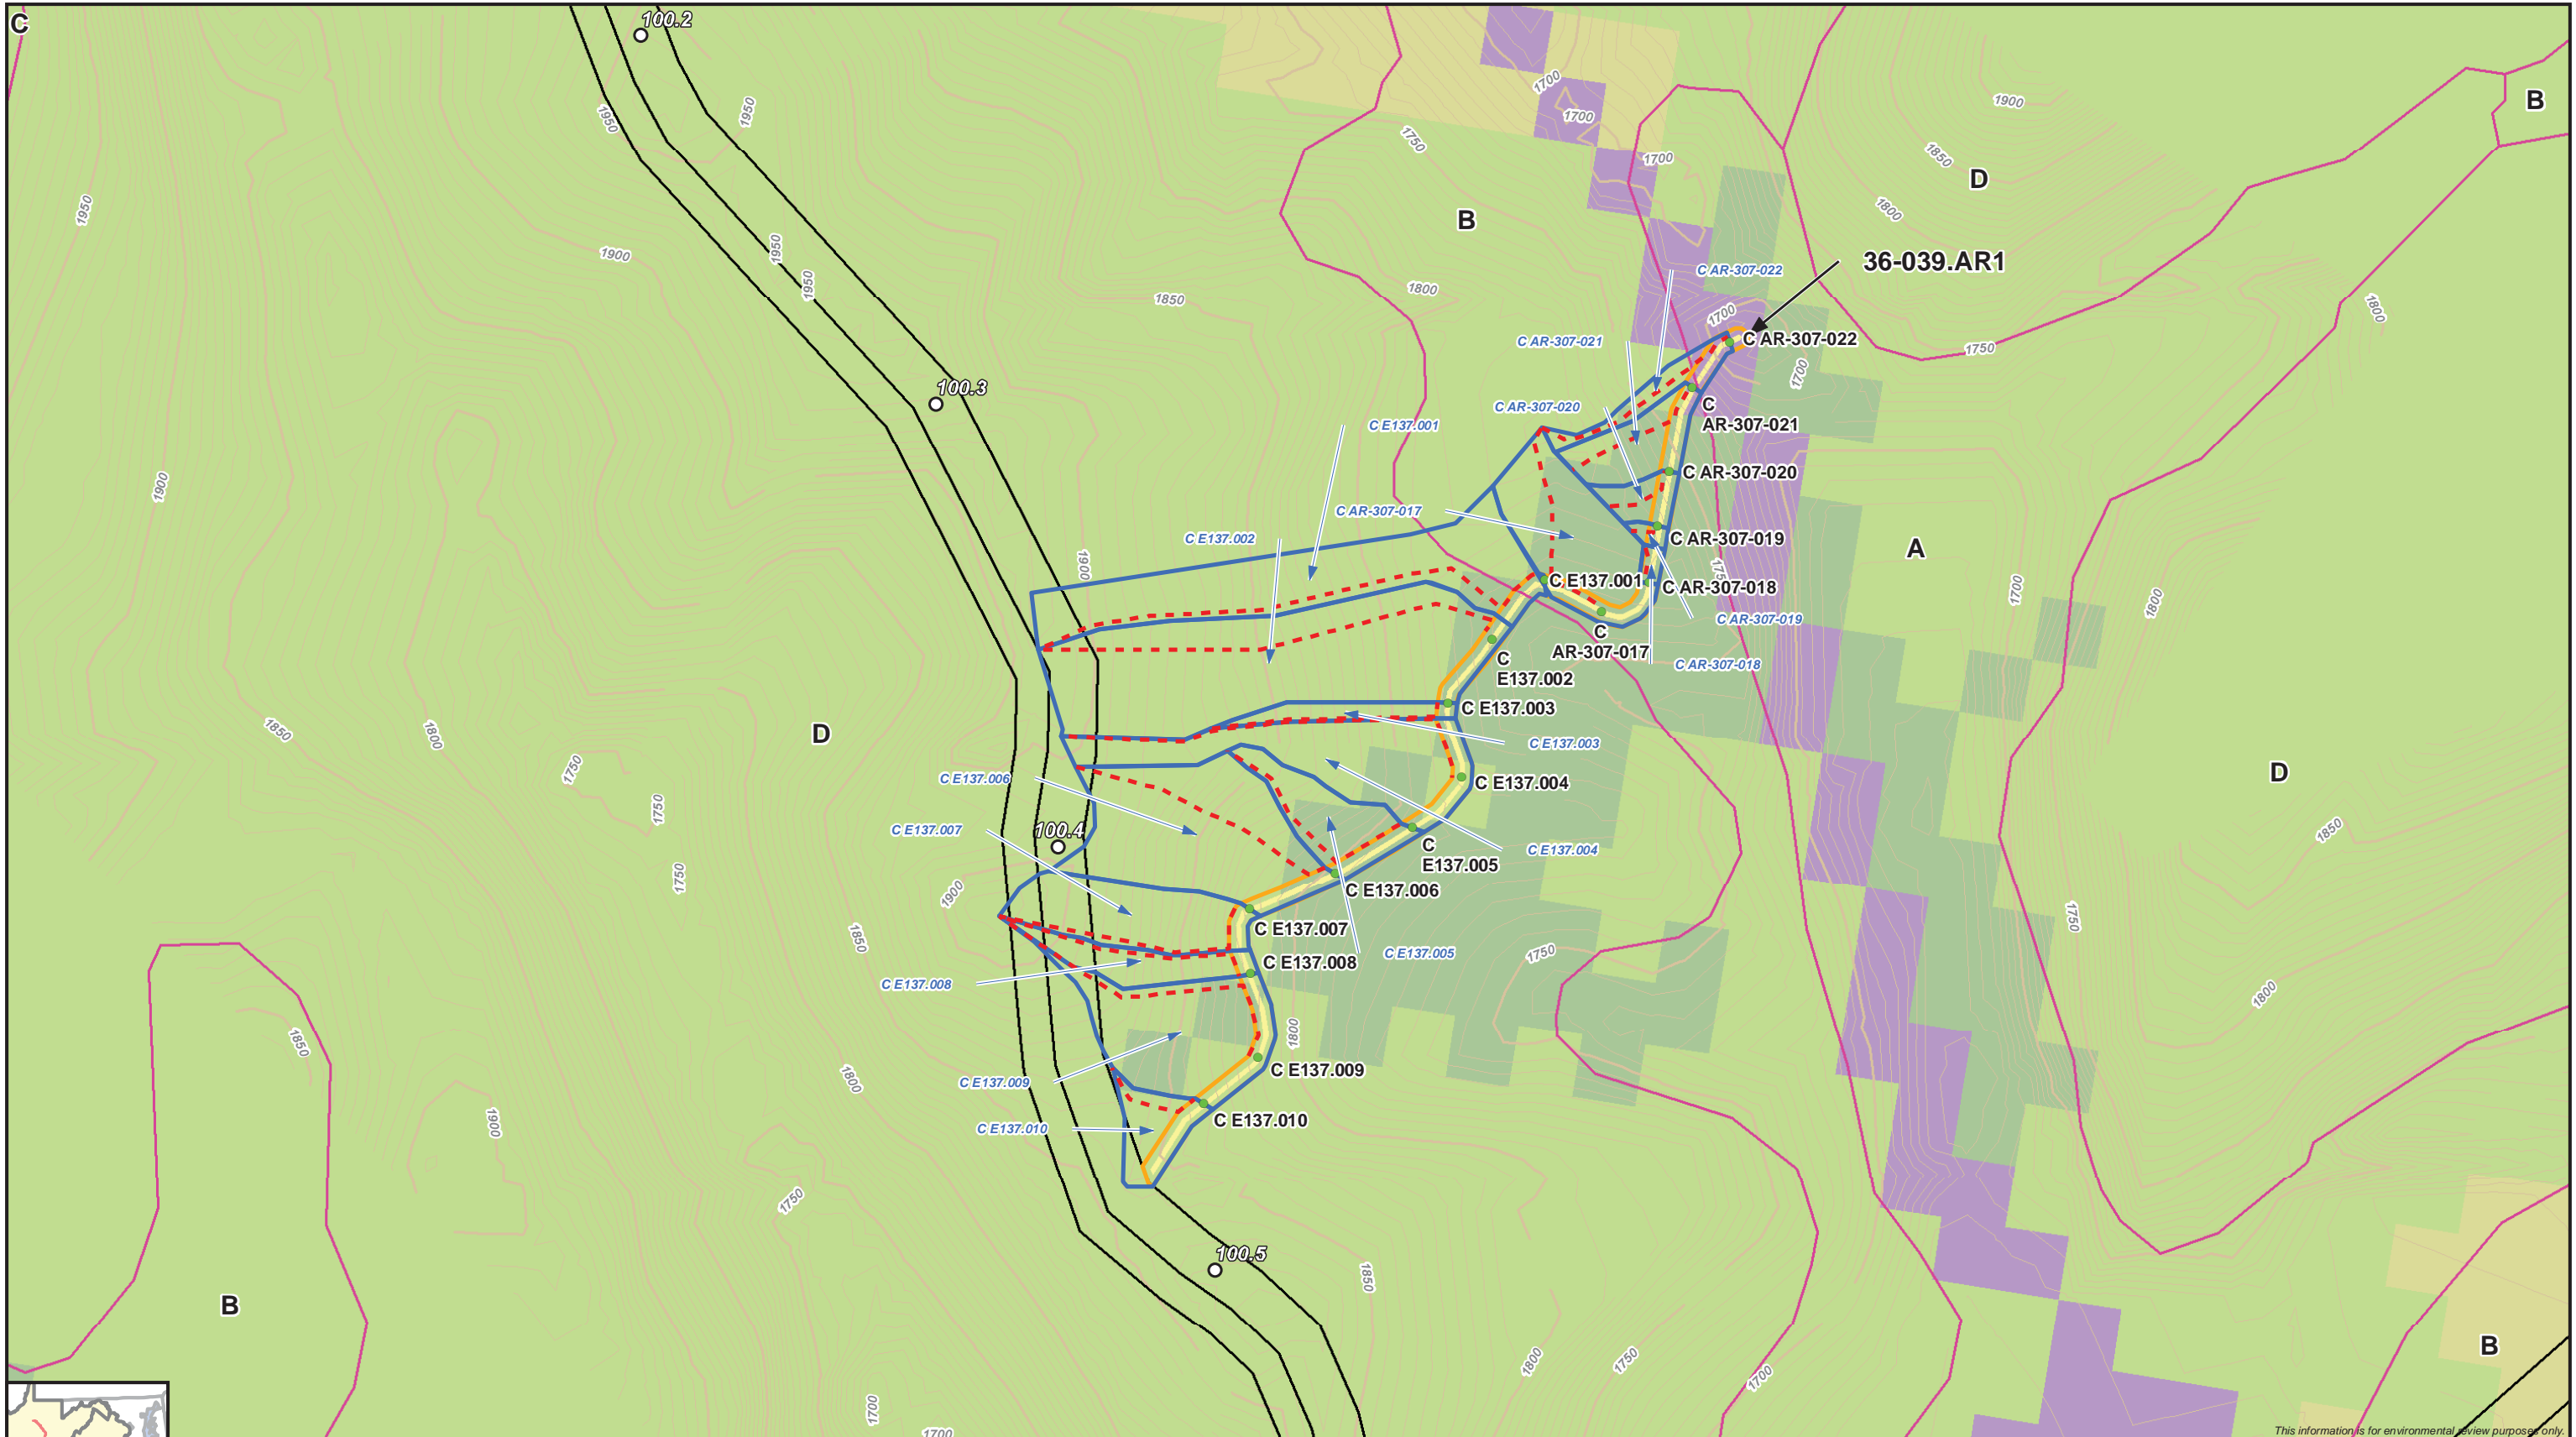 C
100.2
B
1700
1900
1950
1950
1700
1750
1700
1850
D
1950
B
1800
1950
1900
36-039.AR1
C AR-307-022
1950
1850
1800
1800
1700
C AR-307-021
C AR-307-022
1750
1700
100.3
C
C AR-307-020
AR-307-021
C E137.001
C AR-307-020
1900
C AR-307-017
C E137.002
C AR-307-019
A
1900
175
C E137.001
C AR-307-018
1700
1800
C AR-307-019
C
AR-307-017
C AR-307-018
C
E137.002
C E137.003
1850
1800
D
C E137.003
1750
C E137.006
C E137.004
D
1750
C E137.007
100.4
C
E137.005
C E137.004
1850
1750
1900
C E137.006
C E137.007
1750
1850
C E137.005
1750
C E137.008
C E137.008
1800
1850
1800
1800
C E137.009
C E137.009
1900
C E137.010
C E137.010
1750
100.5
1850
B
B
1800
1750
1700
1700
1700
This information is for environmental review purposes only.